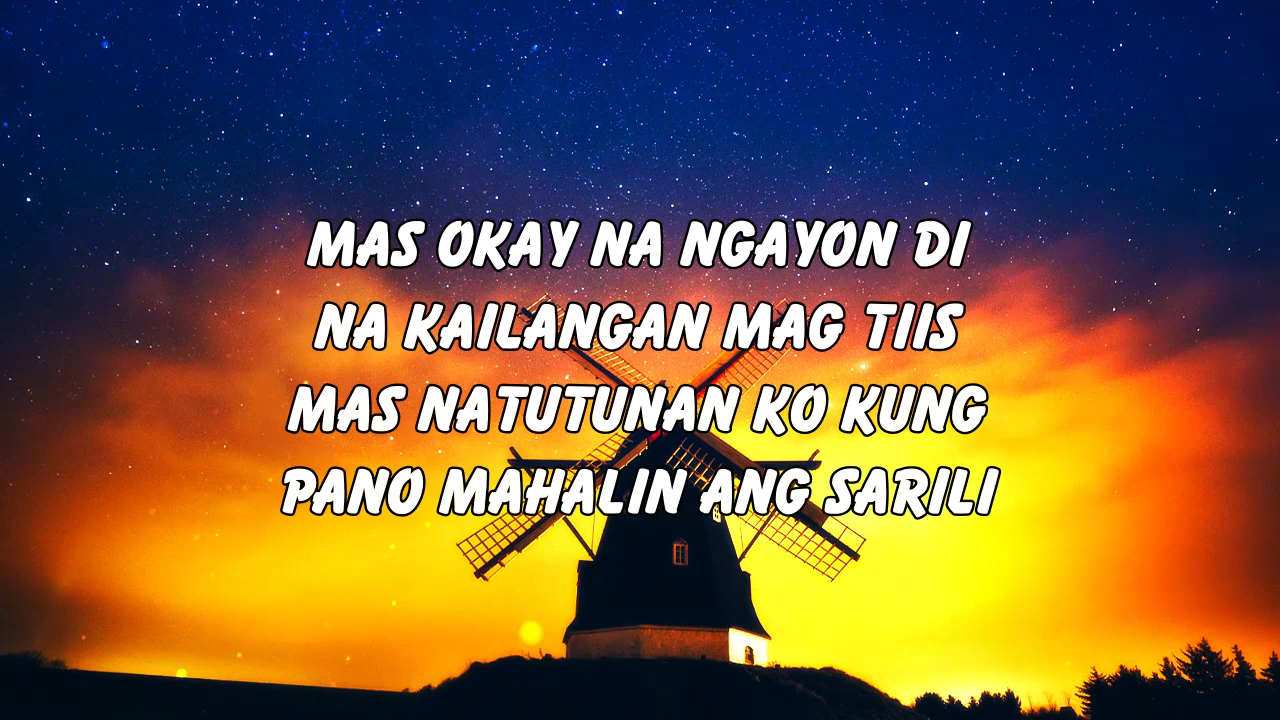 MAS OKAY NA NGAYON DI
NA KAILANGAN MAG TIIS
MAS NATUTUNAN KO KUNG
PANO MAHALIN ANG SARILI